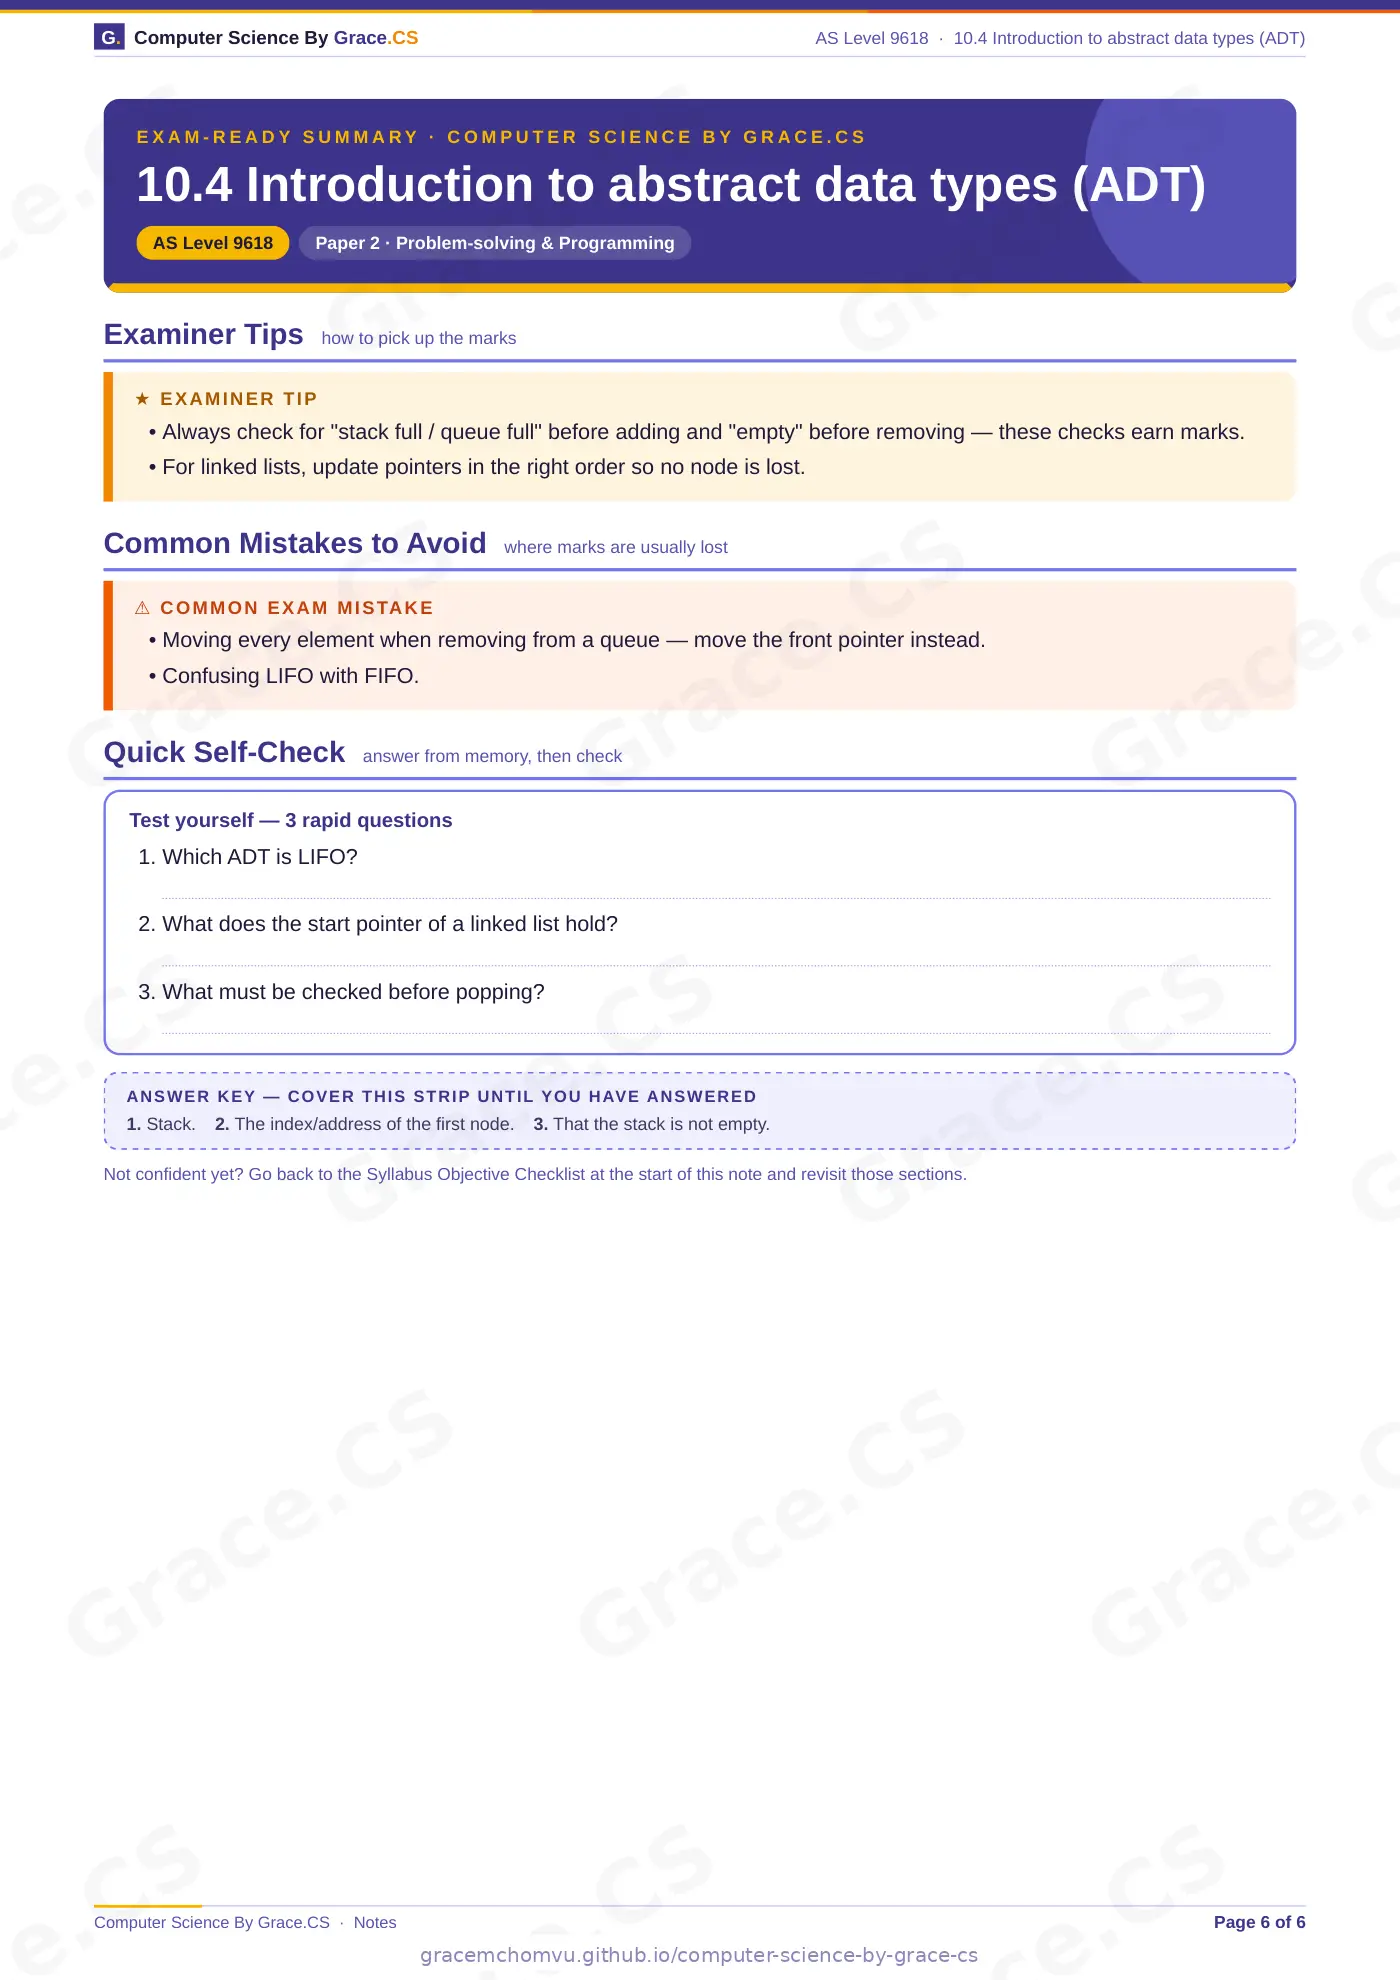 G. Computer Science By Grace.CS
AS Level 9618 · 10.4 Introduction to abstract data types (ADT)
EXAM-READY SUMMARY · COMPUTER SCIENCE BY GRACE.CS
10.4 Introduction to abstract data types (ADT)
AS Level 9618
Paper 2 · Problem-solving & Programming
Examiner Tips how to pick up the marks
★ EXAMINER TIP
• Always check for "stack full / queue full" before adding and "empty" before removing — these checks earn marks.
• For linked lists, update pointers in the right order so no node is lost.
Common Mistakes to Avoid where marks are usually lost
⚠ COMMON EXAM MISTAKE
• Moving every element when removing from a queue — move the front pointer instead.
• Confusing LIFO with FIFO.
Quick Self-Check answer from memory, then check
Test yourself — 3 rapid questions
1. Which ADT is LIFO?
2. What does the start pointer of a linked list hold?
3. What must be checked before popping?
ANSWER KEY — COVER THIS STRIP UNTIL YOU HAVE ANSWERED
1. Stack. 2. The index/address of the first node. 3. That the stack is not empty.
Not confident yet? Go back to the Syllabus Objective Checklist at the start of this note and revisit those sections.
Computer Science By Grace.CS · Notes
Page 6 of 6
gracemchomvu.github.io/computer-science-by-grace-cs